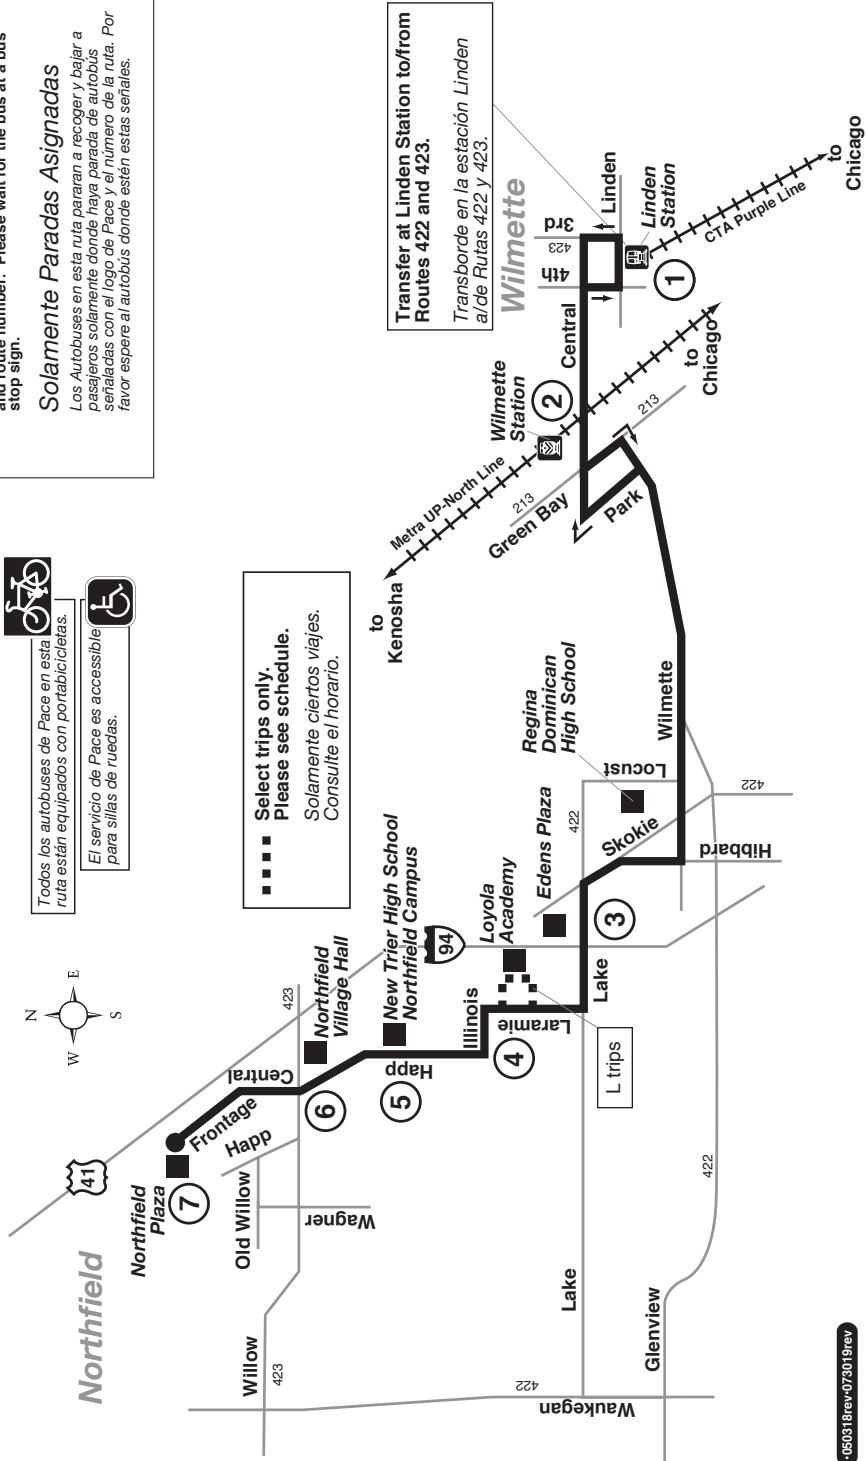 and route number. Please wait for the bus at a bus
stop sign.
Solamente Paradas Asignadas
Los Autobuses en esta ruta pararan a recoger y bajar a
pasajeros solamente donde haya parada de autobús
señaladas con el logo de Pace y el número de la ruta. Por
favor espere al autobús donde estén estas señales.
Todos los autobuses de Pace en esta
ruta están equipados con portabicicletas.
El servicio de Pace es accessible
para sillas de ruedas.
N
W
E
S
Select trips only.
Please see schedule.
Solamente ciertos viajes.
Consulte el horario.
Transfer at Linden Station to/from
Routes 422 and 423.
Transborde en la estación Linden
a/de Rutas 422 y 423.
Northfield
41
Northfield
Plaza
7
Frontage
Happ
Central
Old Willow
Wagner
Willow
423
423
6
Northfield
Village Hall
5
Happ
New Trier High School
Northfield Campus
94
Illinois
4
Laramie
Loyola
Academy
L trips
Edens Plaza
3
Lake
Lake
422
Waukegan
Glenview
422
422
Regina
Dominican
High School
Locust
Skokie
422
Hibbard
Wilmette
to
Kenosha
Metra UP-North Line
Wilmette
Station
2
213
Green Bay
Park
213
to
Chicago
Wilmette
Central
4th
423
3rd
Linden
1
Linden
Station
CTA Purple Line
to
Chicago
•050318rev•073019rev